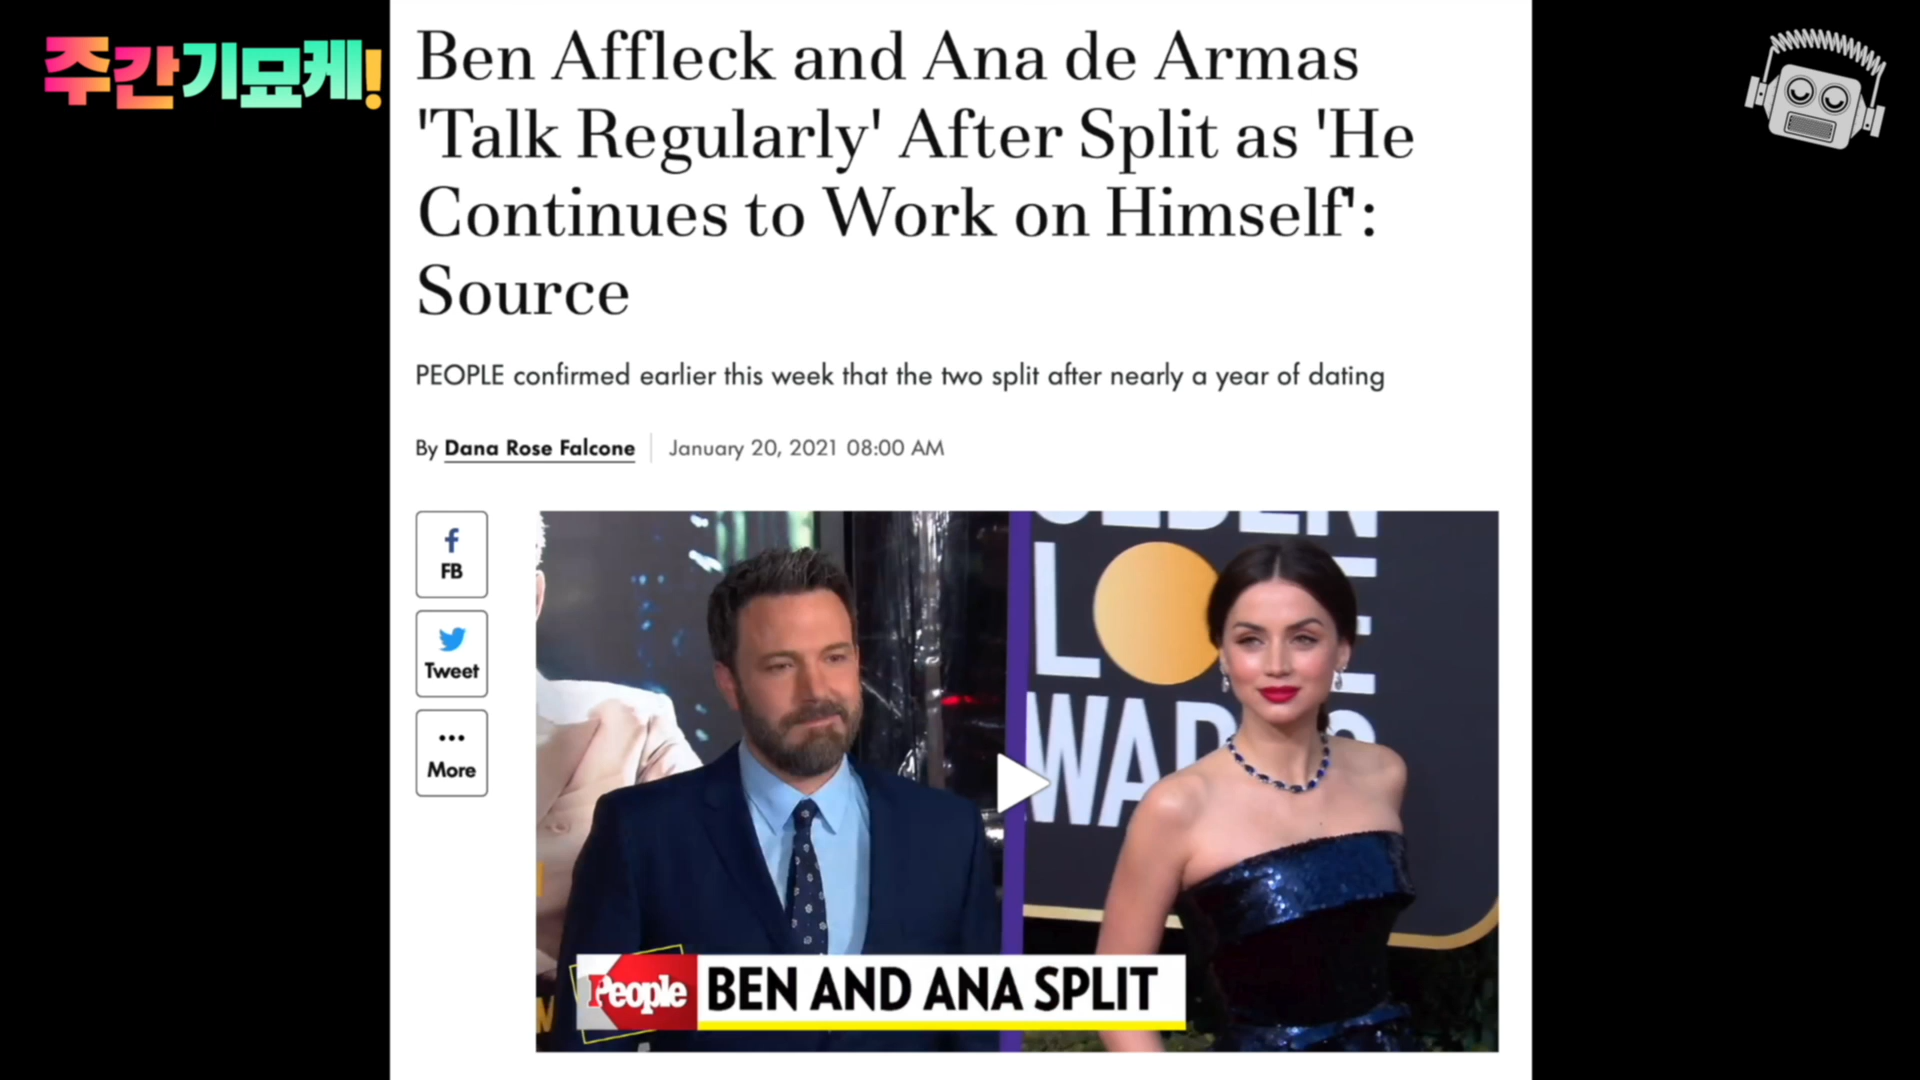 주간기묘케!
Ben Affleck and Ana de Armas
'Talk Regularly' After Split as 'He
Continues to Work on Himself':
Source
PEOPLE confirmed earlier this week that the two split after nearly a year of dating
By Dana Rose Falcone
January 20, 2021 08:00 AM
f
FB
Tweet
More
LDEN
L
E
WARD
People
BEN AND ANA SPLIT